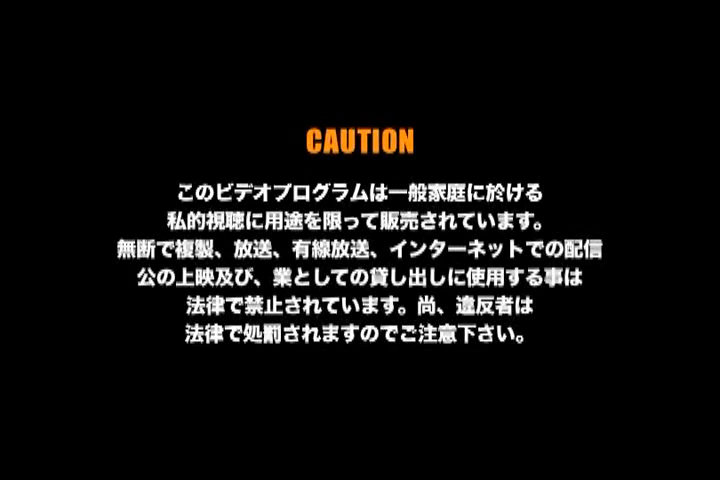 CAUTION
このビデオプログラムは一般家庭に於ける
私的視聴に用途を限って販売されています。
無断で複製、放送、有線放送、インターネットでの配信
公の上映及び、業としての貸し出しに使用する事は
法律で禁止されています。尚、違反者は
法律で処罰されますのでご注意下さい。